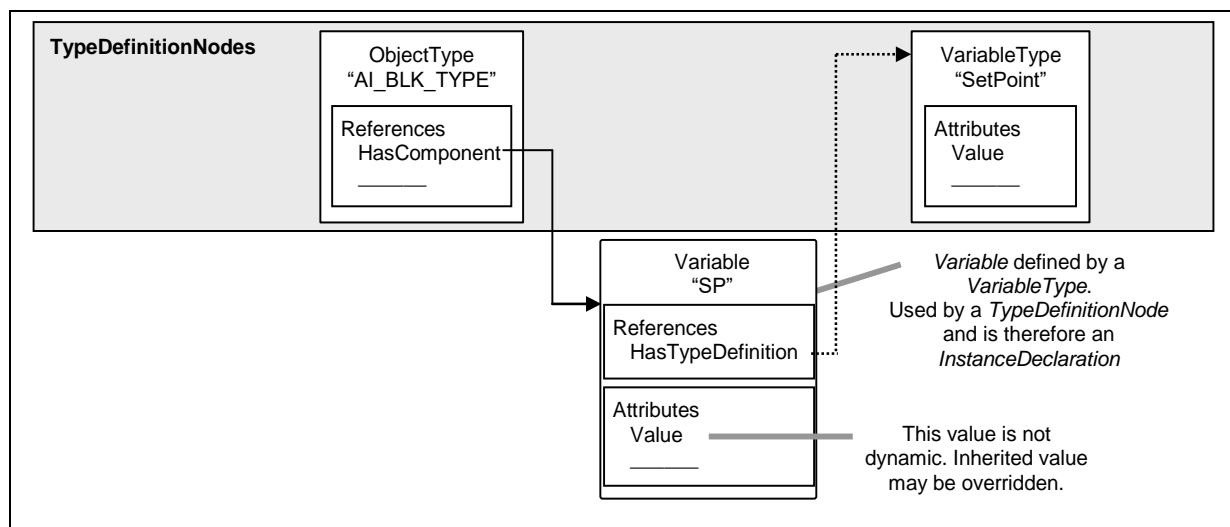 TypeDefinitionNodes
ObjectType
“AI_BLK_TYPE”
References
HasComponent
______
VariableType
“SetPoint”
Attributes
Value
______
Variable
“SP”
References
HasTypeDefinition
Attributes
Value
______
Variable defined by a
VariableType.
Used by a TypeDefinitionNode
and is therefore an
InstanceDeclaration
This value is not
dynamic. Inherited value
may be overridden.